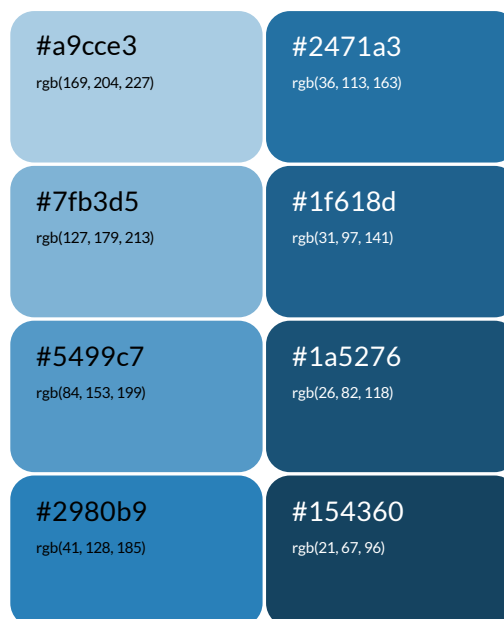 #a9cce3
rgb(169, 204, 227)
#2471a3
rgb(36, 113, 163)
#7fb3d5
rgb(127, 179, 213)
#1f618d
rgb(31, 97, 141)
#5499c7
rgb(84, 153, 199)
#1a5276
rgb(26, 82, 118)
#2980b9
rgb(41, 128, 185)
#154360
rgb(21, 67, 96)